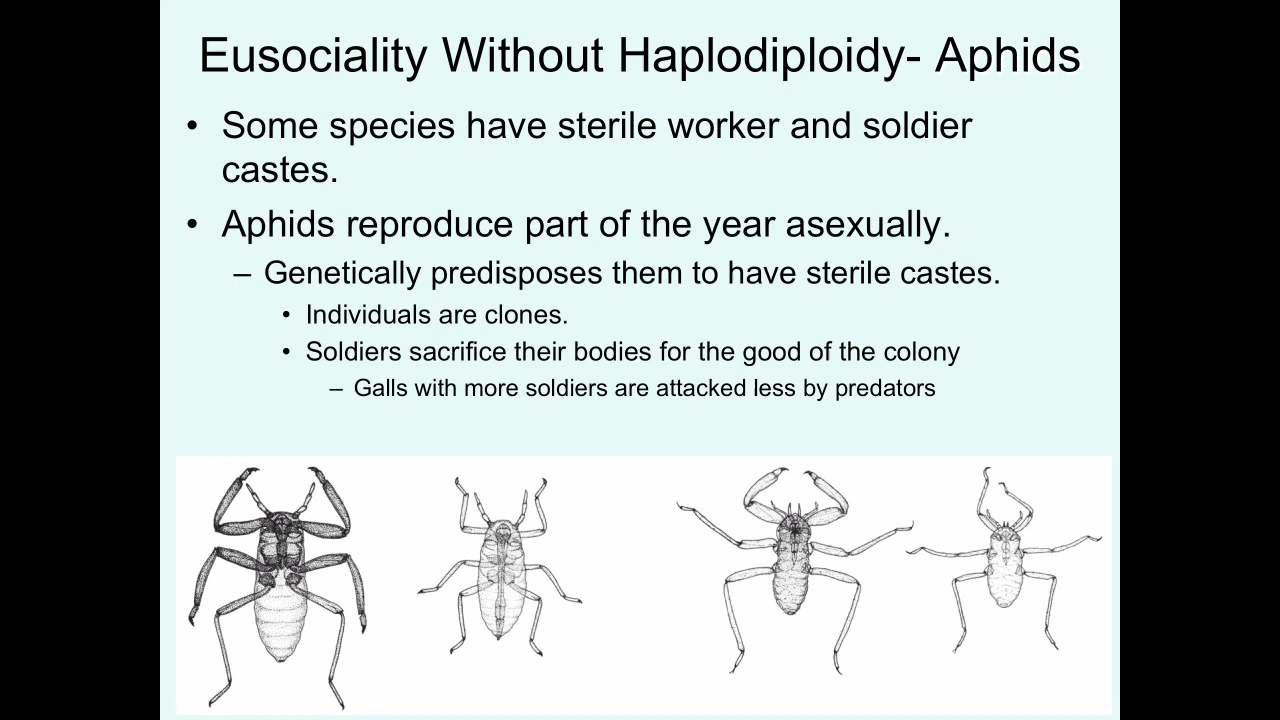 Eusociality Without Haplodiploidy- Aphids
• Some species have sterile worker and soldier
castes.
• Aphids reproduce part of the year asexually.
– Genetically predisposes them to have sterile castes.
• Individuals are clones.
• Soldiers sacrifice their bodies for the good of the colony
– Galls with more soldiers are attacked less by predators